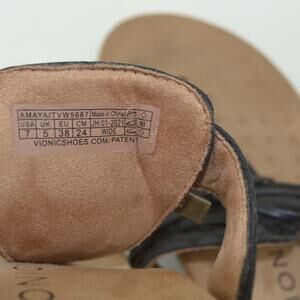 AMAYA/TVW5687 Made in China
USA UK EU CM JH:01-2021
7 5 38 24 WIDE
VIONICSHOES.COM/PATENT